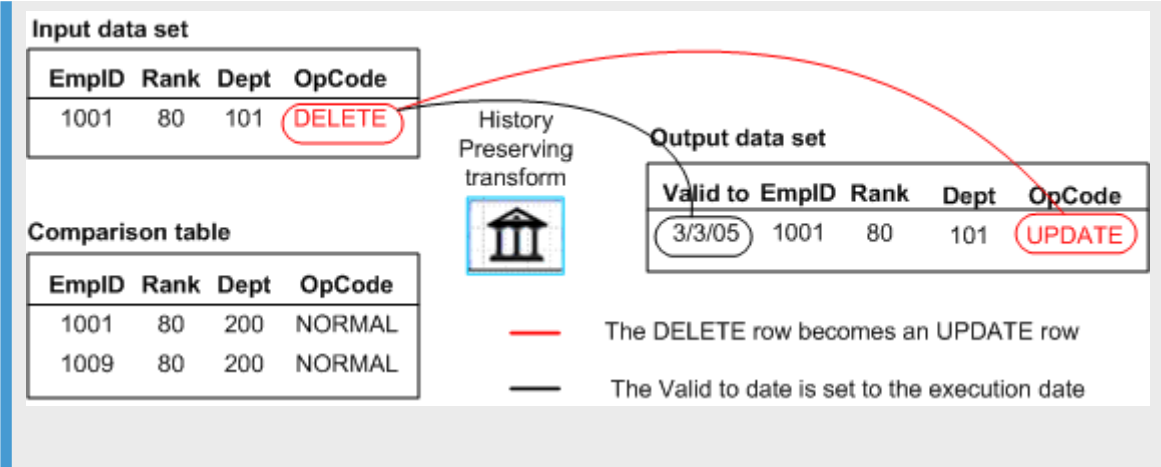 Input data set
EmpID Rank Dept OpCode
1001 80 101 DELETE
History
Preserving
transform
Output data set
Valid to EmpID Rank Dept OpCode
3/3/05 1001 80 101 UPDATE
Comparison table
EmpID Rank Dept OpCode
1001 80 200 NORMAL
1009 80 200 NORMAL
The DELETE row becomes an UPDATE row
The Valid to date is set to the execution date